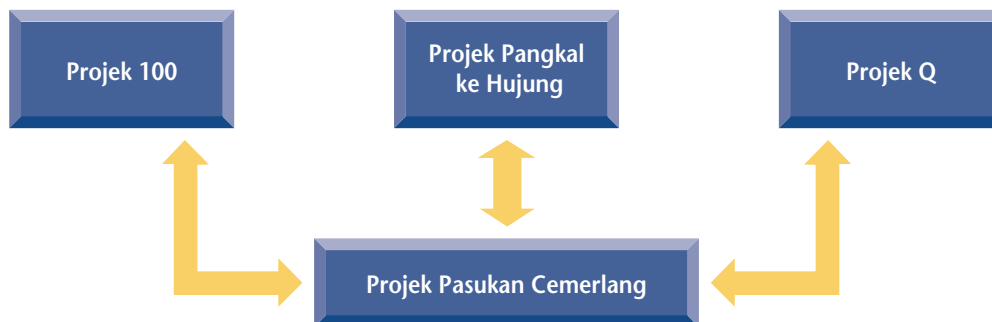 Projek 100
Projek Pangkal
ke Hujung
Projek Q
Projek Pasukan Cemerlang